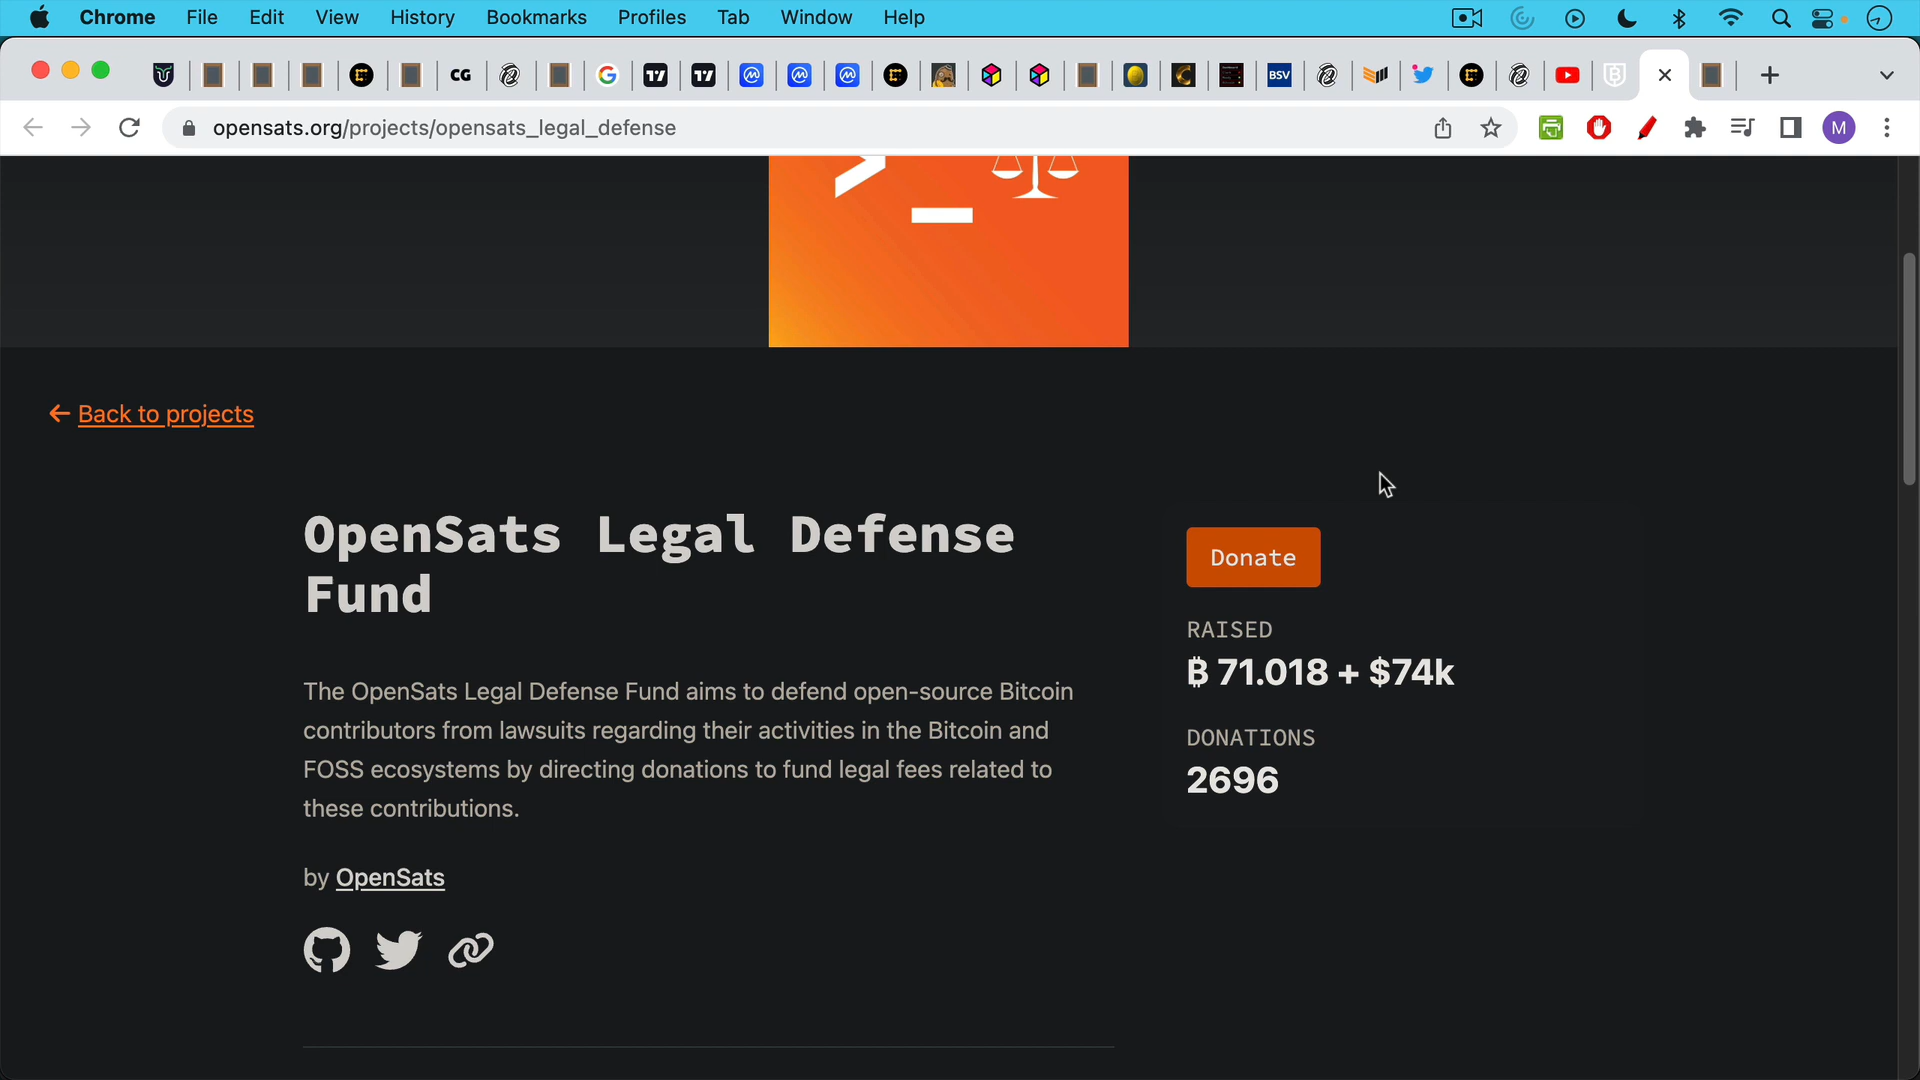 Chrome File Edit View History Bookmarks Profiles Tab Window Help
CG BSV
opensats.org/projects/opensats_legal_defense
M
Back to projects
OpenSats Legal Defense
Fund
The OpenSats Legal Defense Fund aims to defend open-source Bitcoin
contributors from lawsuits regarding their activities in the Bitcoin and
FOSS ecosystems by directing donations to fund legal fees related to
these contributions.
by OpenSats
Donate
RAISED
₿ 71.018 + $74k
DONATIONS
2696